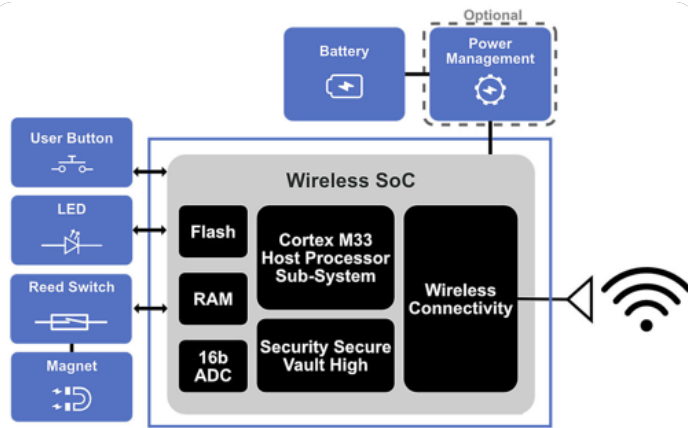 Optional
Battery
Power
Management
User Button
LED
Reed Switch
Magnet
Wireless SoC
Flash
RAM
16b
ADC
Cortex M33
Host Processor
Sub-System
Security Secure
Vault High
Wireless
Connectivity